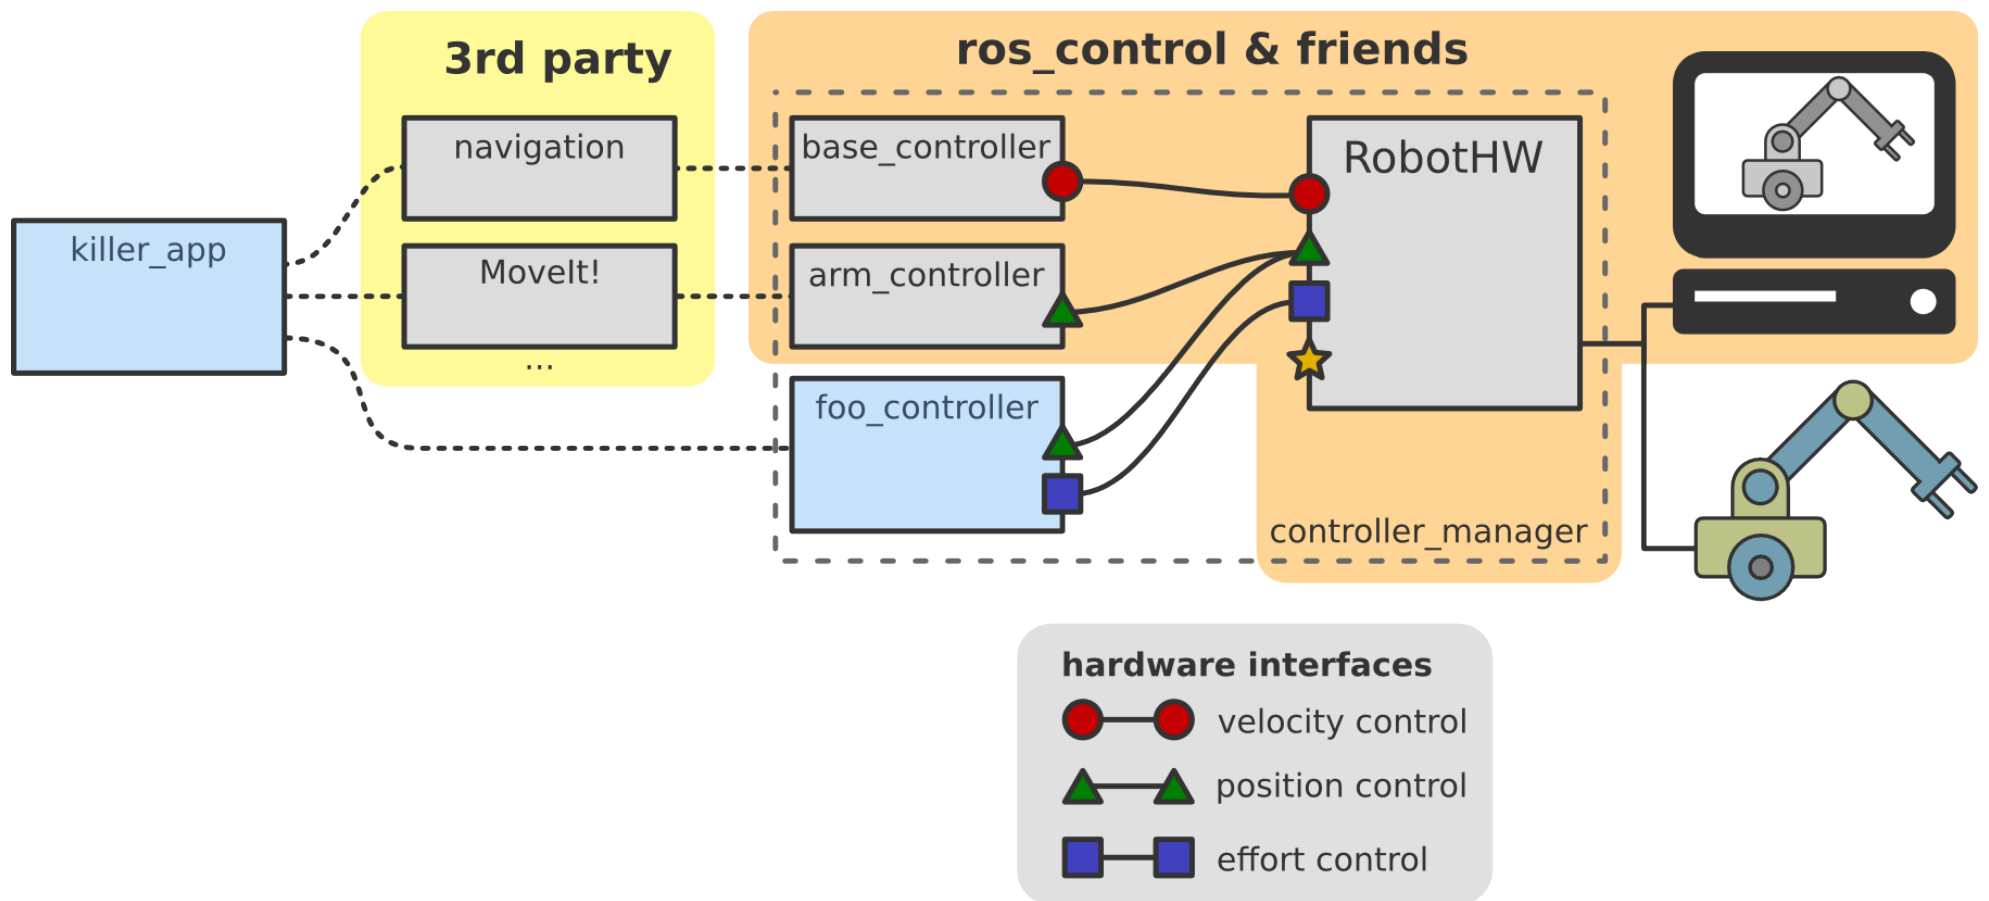 3rd party
ros_control & friends
navigation
base_controller
RobotHW
killer_app
MoveIt!
arm_controller
...
foo_controller
controller_manager
hardware interfaces
velocity control
position control
effort control